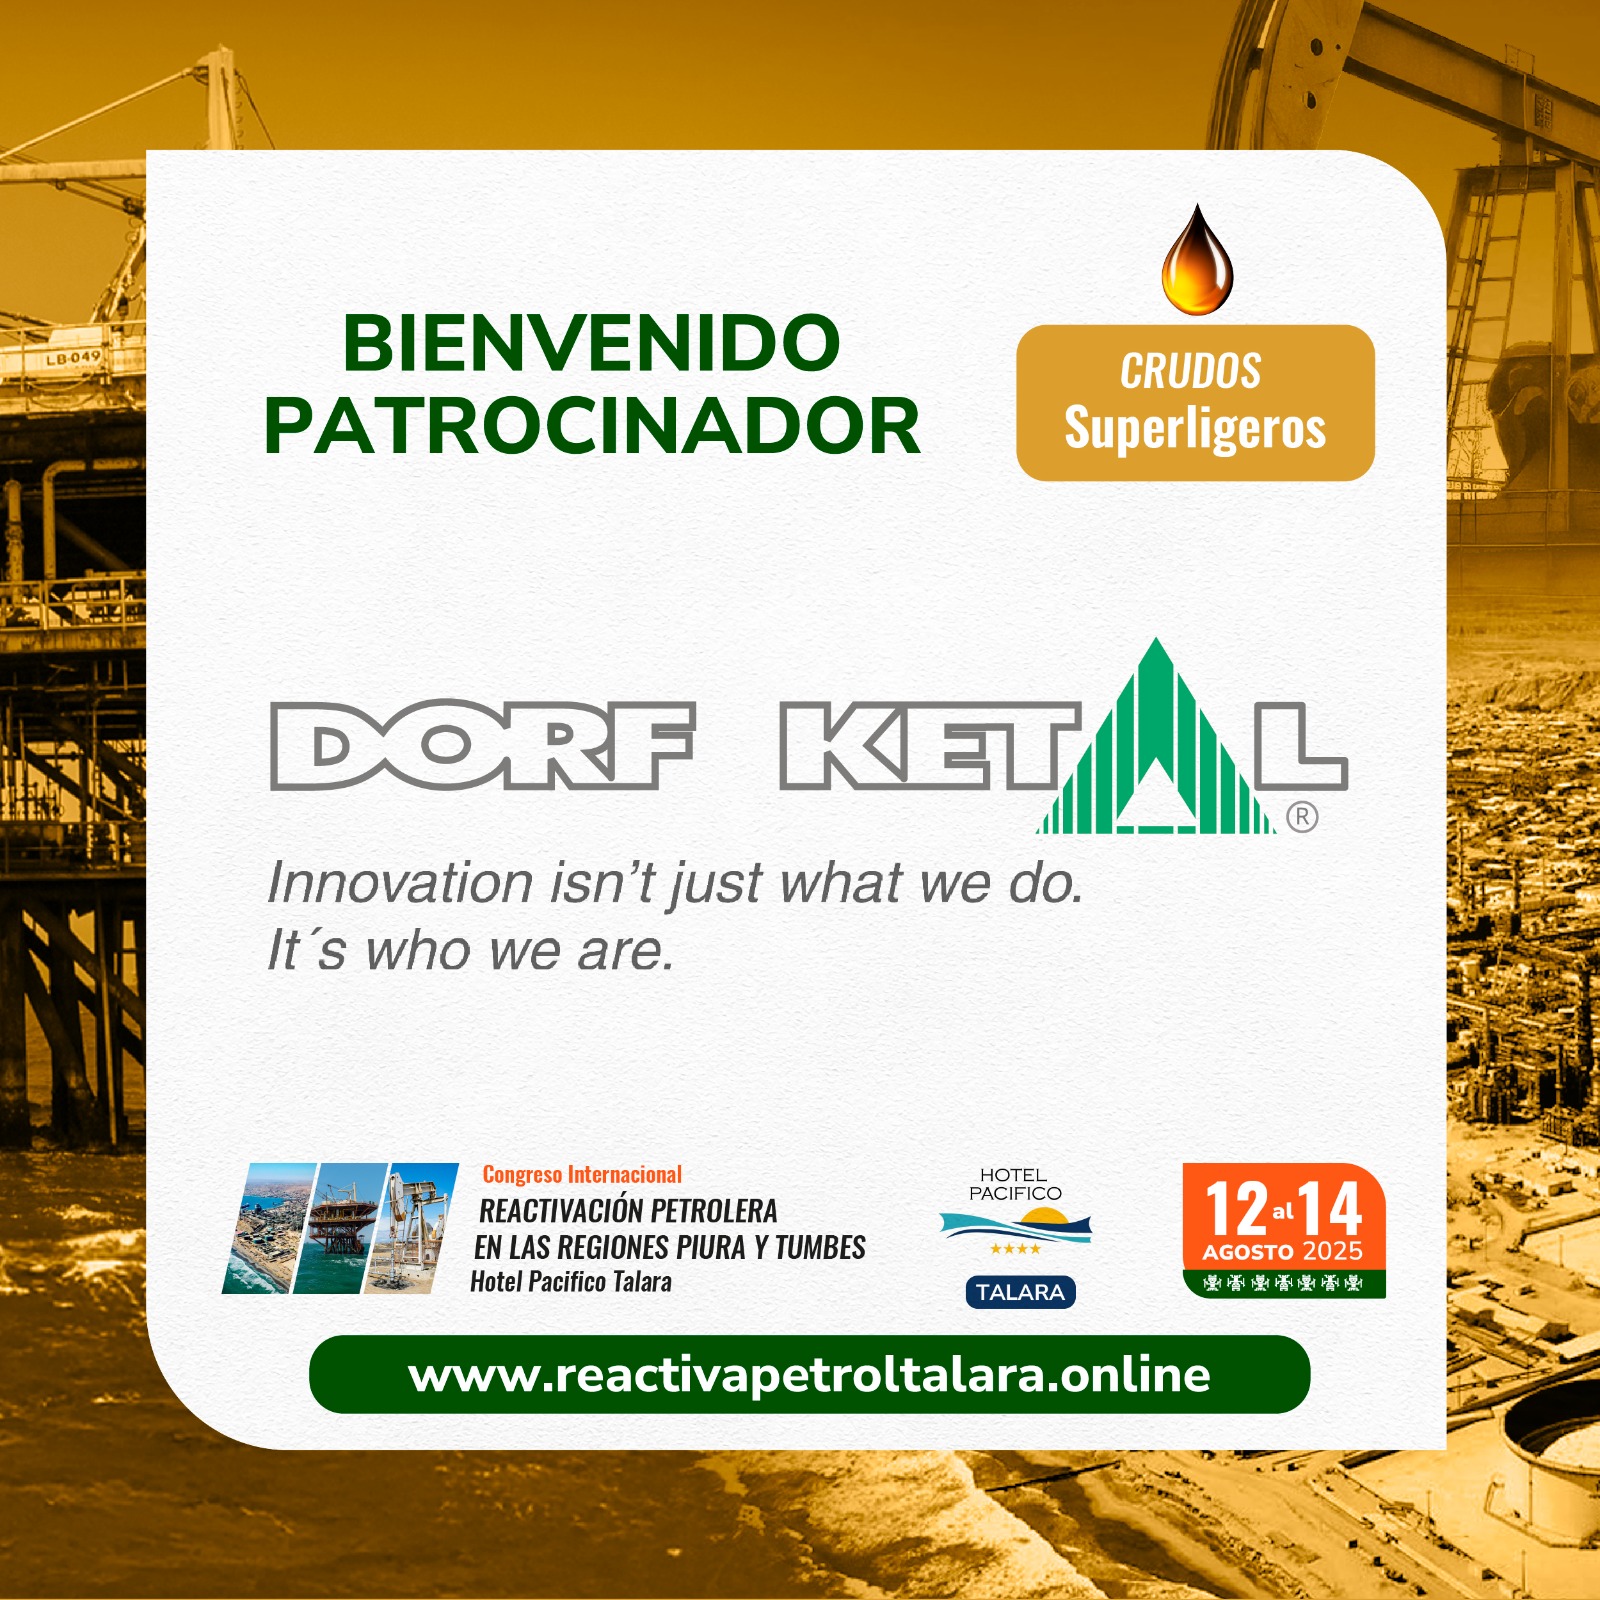 BIENVENIDO
PATROCINADOR
CRUDOS
Superligeros
LB-049
DORF KETAL
®
Innovation isn’t just what we do.
It´s who we are.
Congreso Internacional
REACTIVACIÓN PETROLERA
EN LAS REGIONES PIURA Y TUMBES
Hotel Pacifico Talara
HOTEL
PACIFICO
TALARA
12 al 14
AGOSTO 2025
www.reactivapetroltalara.online